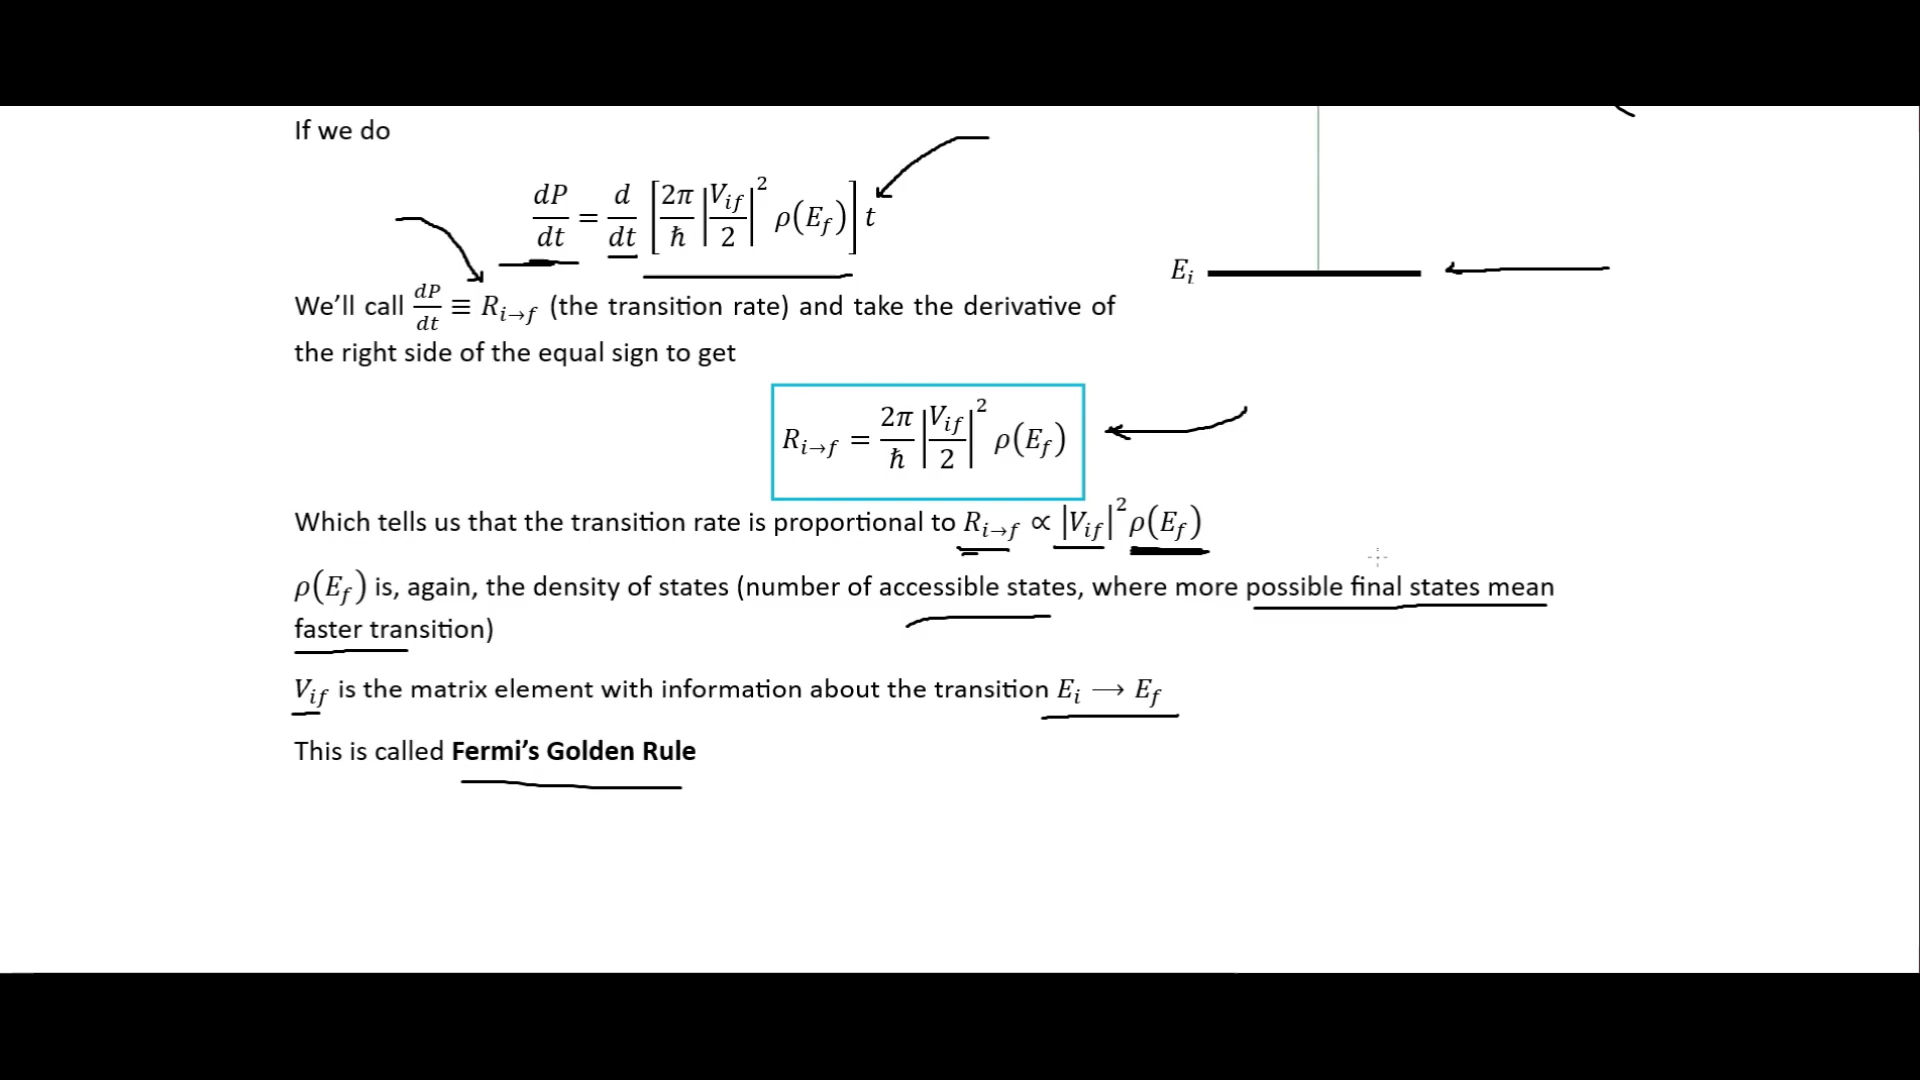 If we do
dP/dt = d/dt [2π/ħ |V_if/2|² ρ(E_f)] t
E_i
We'll call dP/dt ≡ R_i→f (the transition rate) and take the derivative of
the right side of the equal sign to get
R_i→f = 2π/ħ |V_if/2|² ρ(E_f)
Which tells us that the transition rate is proportional to R_i→f ∝ |V_if|² ρ(E_f)
ρ(E_f) is, again, the density of states (number of accessible states, where more possible final states mean
faster transition)
V_if is the matrix element with information about the transition E_i ⟶ E_f
This is called Fermi's Golden Rule